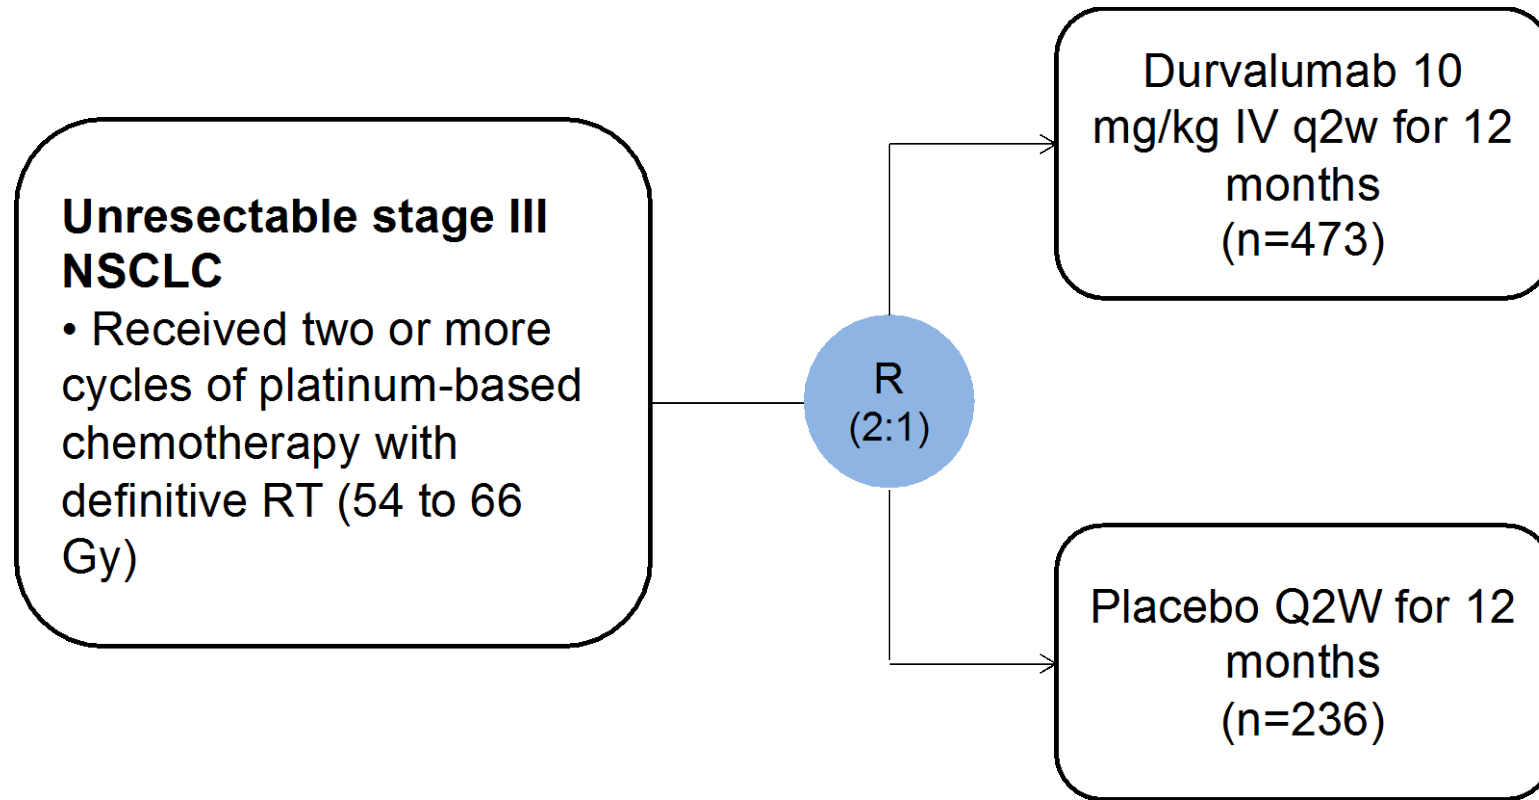 Unresectable stage III
NSCLC
• Received two or more
cycles of platinum-based
chemotherapy with
definitive RT (54 to 66
Gy)
R
(2:1)
Durvalumab 10
mg/kg IV q2w for 12
months
(n=473)
Placebo Q2W for 12
months
(n=236)